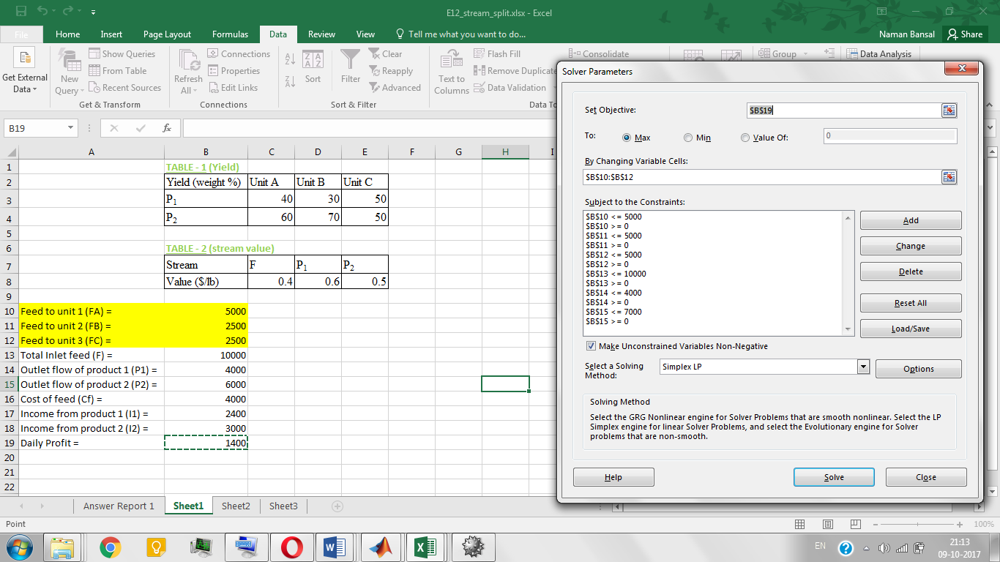 E12_stream_split.xlsx - Excel
File Home Insert Page Layout Formulas Data Review View Tell me what you want to do... Naman Bansal Share
Get External Data
New Query
Show Queries
From Table
Recent Sources
Get & Transform
Refresh All
Connections
Properties
Edit Links
Connections
Sort
Filter
Clear
Reapply
Advanced
Sort & Filter
Text to Columns
Flash Fill
Remove Duplicate
Data Validation
Consolidate
Data To
Group
Data Analysis
B19
fx
A B C D E F G H I
1 TABLE - 1 (Yield)
2 Yield (weight %) Unit A Unit B Unit C
3 P1 40 30 50
4 P2 60 70 50
5
6 TABLE - 2 (stream value)
7 Stream F P1 P2
8 Value ($/lb) 0.4 0.6 0.5
9
10 Feed to unit 1 (FA) = 5000
11 Feed to unit 2 (FB) = 2500
12 Feed to unit 3 (FC) = 2500
13 Total Inlet feed (F) = 10000
14 Outlet flow of product 1 (P1) = 4000
15 Outlet flow of product 2 (P2) = 6000
16 Cost of feed (Cf) = 4000
17 Income from product 1 (I1) = 2400
18 Income from product 2 (I2) = 3000
19 Daily Profit = 1400
20
21
22
Answer Report 1 Sheet1 Sheet2 Sheet3
Point
100%
Solver Parameters
Set Objective: $B$19
To: Max Min Value Of: 0
By Changing Variable Cells:
$B$10:$B$12
Subject to the Constraints:
$B$10 <= 5000
$B$10 >= 0
$B$11 <= 5000
$B$11 >= 0
$B$12 <= 5000
$B$12 >= 0
$B$13 <= 10000
$B$13 >= 0
$B$14 <= 4000
$B$14 >= 0
$B$15 <= 7000
$B$15 >= 0
Add
Change
Delete
Reset All
Load/Save
Make Unconstrained Variables Non-Negative
Select a Solving Method: Simplex LP Options
Solving Method
Select the GRG Nonlinear engine for Solver Problems that are smooth nonlinear. Select the LP
Simplex engine for linear Solver Problems, and select the Evolutionary engine for Solver
problems that are non-smooth.
Help Solve Close
EN
21:13
09-10-2017